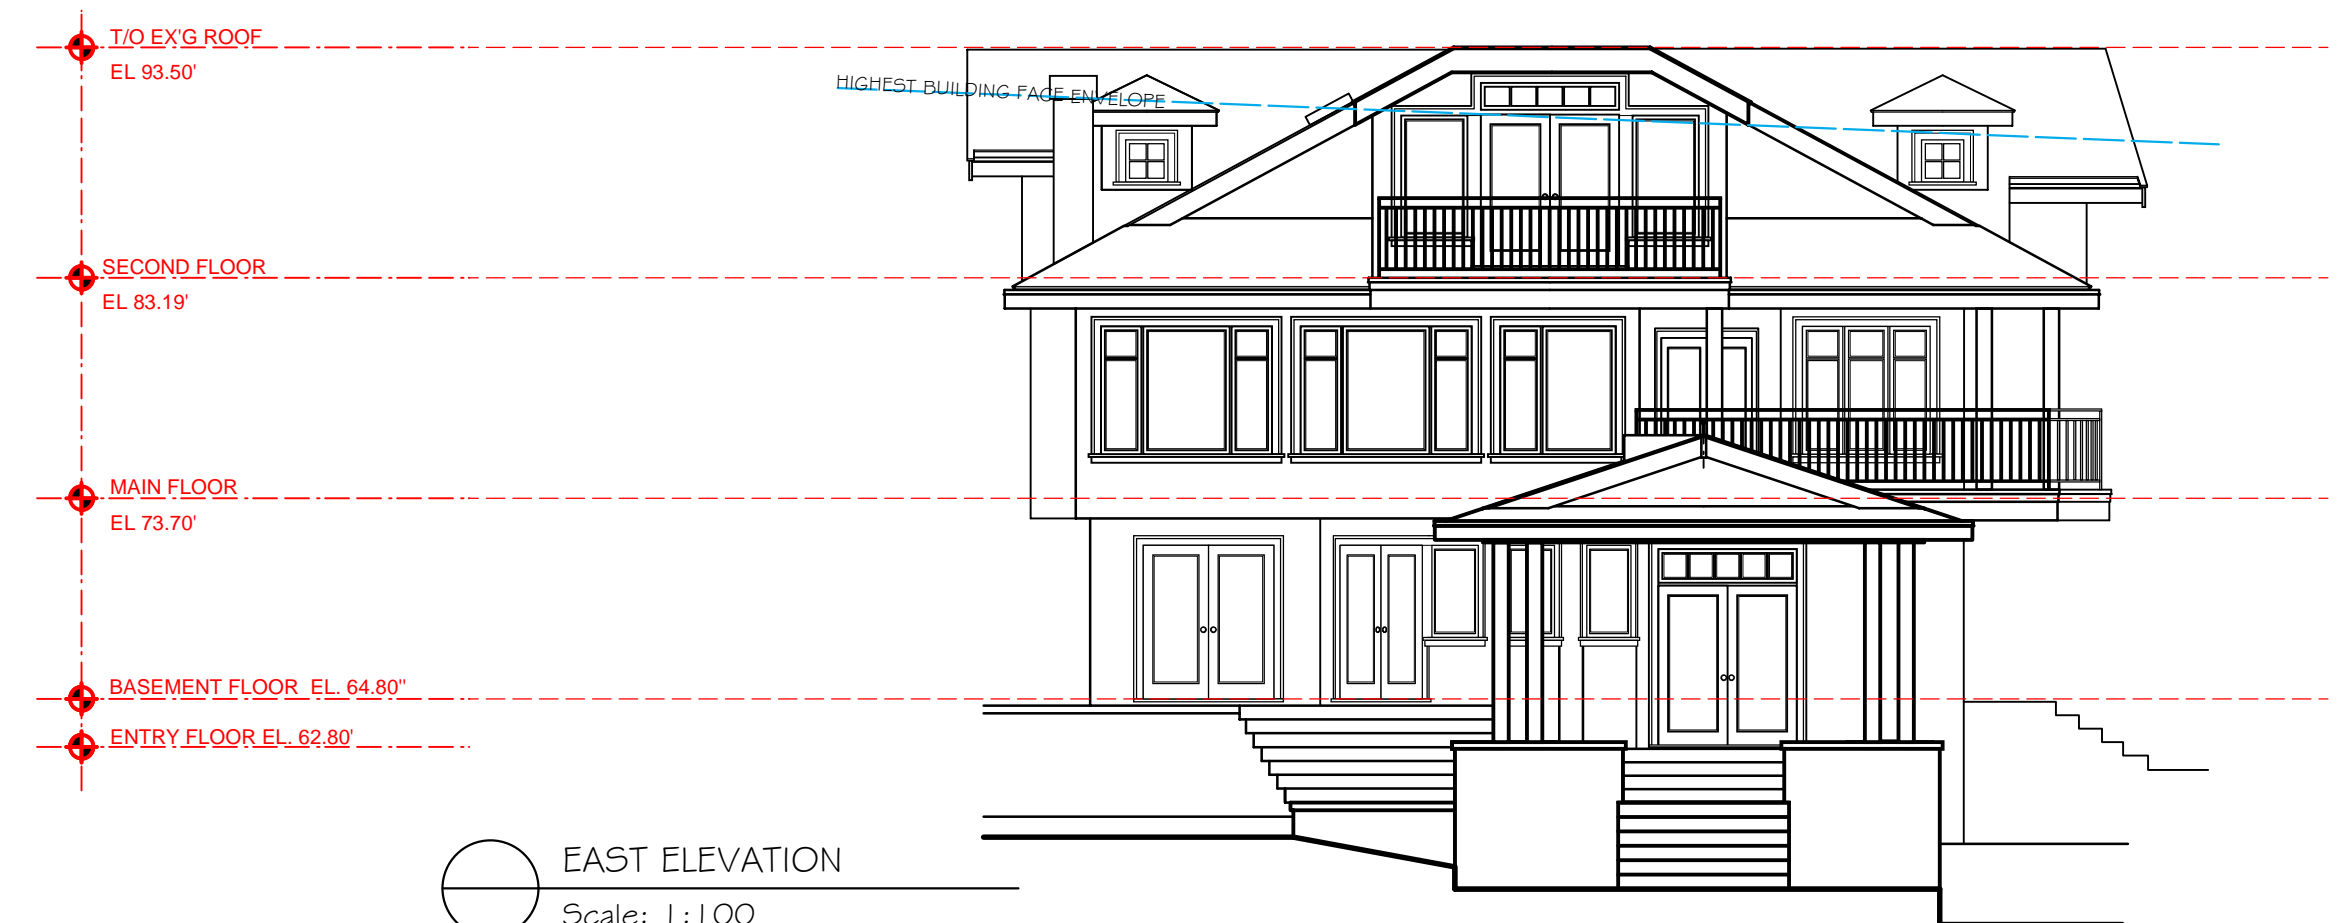 T/O EX'G ROOF
EL 93.50'
HIGHEST BUILDING FACE ENVELOPE
SECOND FLOOR
EL 83.19'
MAIN FLOOR
EL 73.70'
BASEMENT FLOOR EL. 64.80"
ENTRY FLOOR EL. 62.80'
EAST ELEVATION
Scale: 1:100